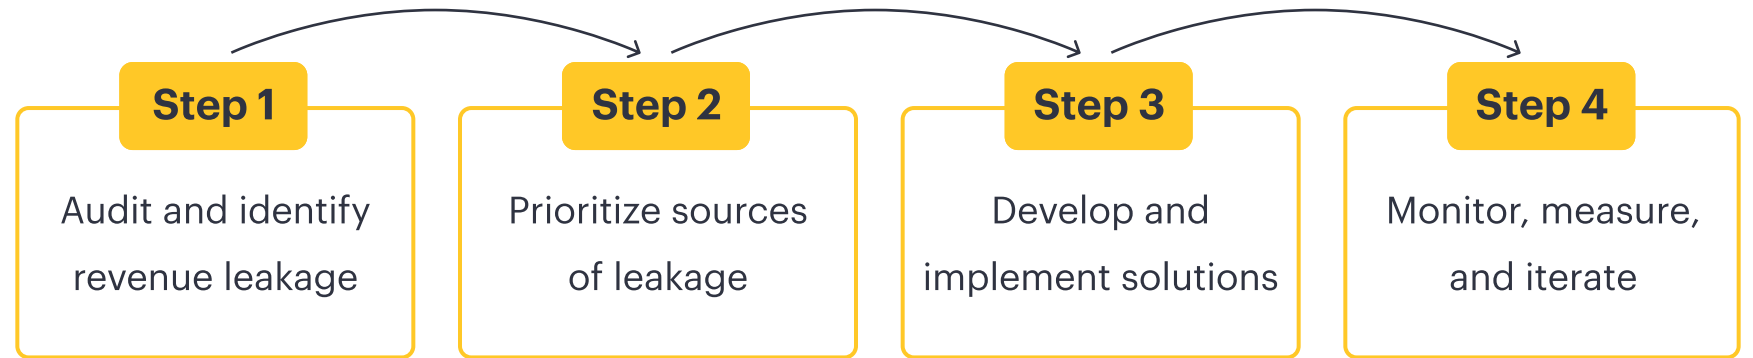 Step 1
Audit and identify
revenue leakage
Step 2
Prioritize sources
of leakage
Step 3
Develop and
implement solutions
Step 4
Monitor, measure,
and iterate